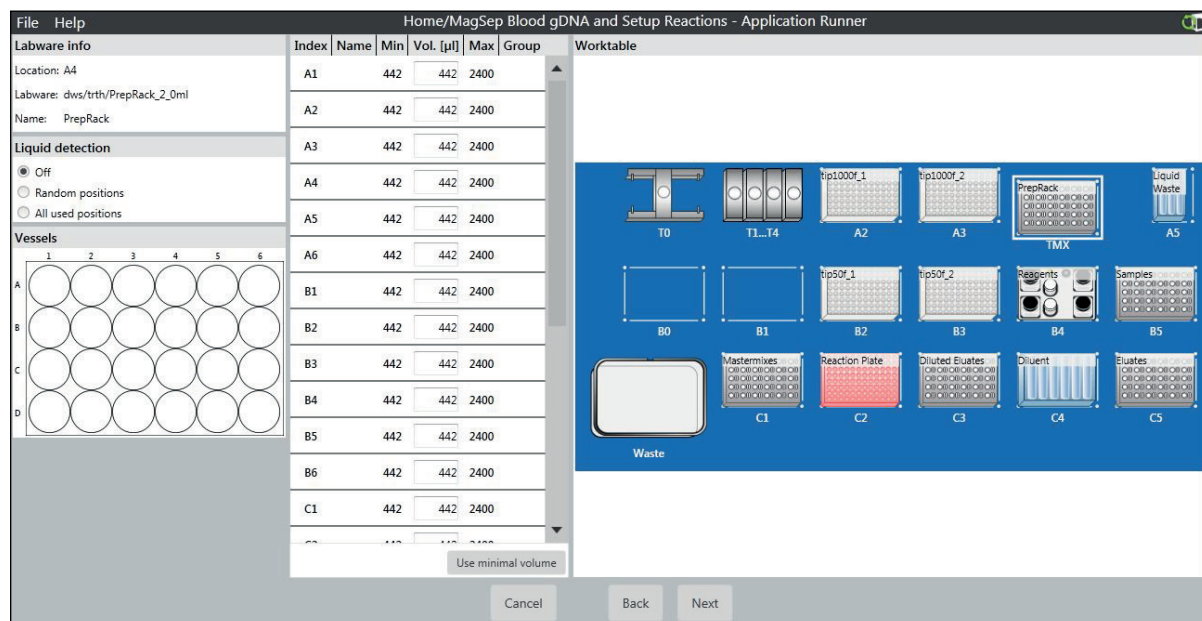 File Help
Home/MagSep Blood gDNA and Setup Reactions - Application Runner
Labware info
Location: A4
Labware: dws/trth/PrepRack_2_0ml
Name: PrepRack
Liquid detection
Off
Random positions
All used positions
Vessels
1 2 3 4 5 6
A
B
C
D
Index Name Min Vol. [µl] Max Group
A1 442 442 2400
A2 442 442 2400
A3 442 442 2400
A4 442 442 2400
A5 442 442 2400
A6 442 442 2400
B1 442 442 2400
B2 442 442 2400
B3 442 442 2400
B4 442 442 2400
B5 442 442 2400
B6 442 442 2400
C1 442 442 2400
Use minimal volume
Worktable
tip1000f_1 tip1000f_2 PrepRack Liquid
Waste
T0 T1...T4 A2 A3 TMX A5
tip50f_1 tip50f_2 Reagents Samples
B0 B1 B2 B3 B4 B5
Mastermixes Reaction Plate Diluted Eluates Diluent Eluates
C1 C2 C3 C4 C5
Waste
Cancel Back Next